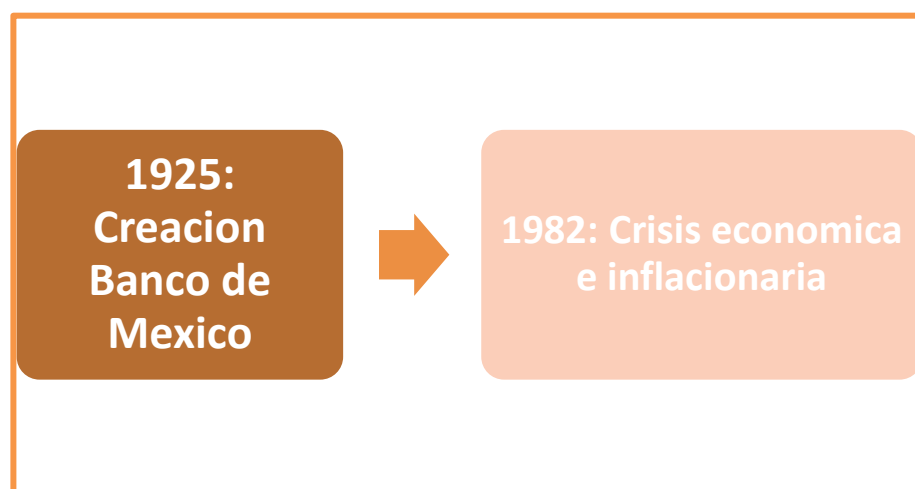 1925:
Creacion
Banco de
Mexico
1982: Crisis economica
e inflacionaria